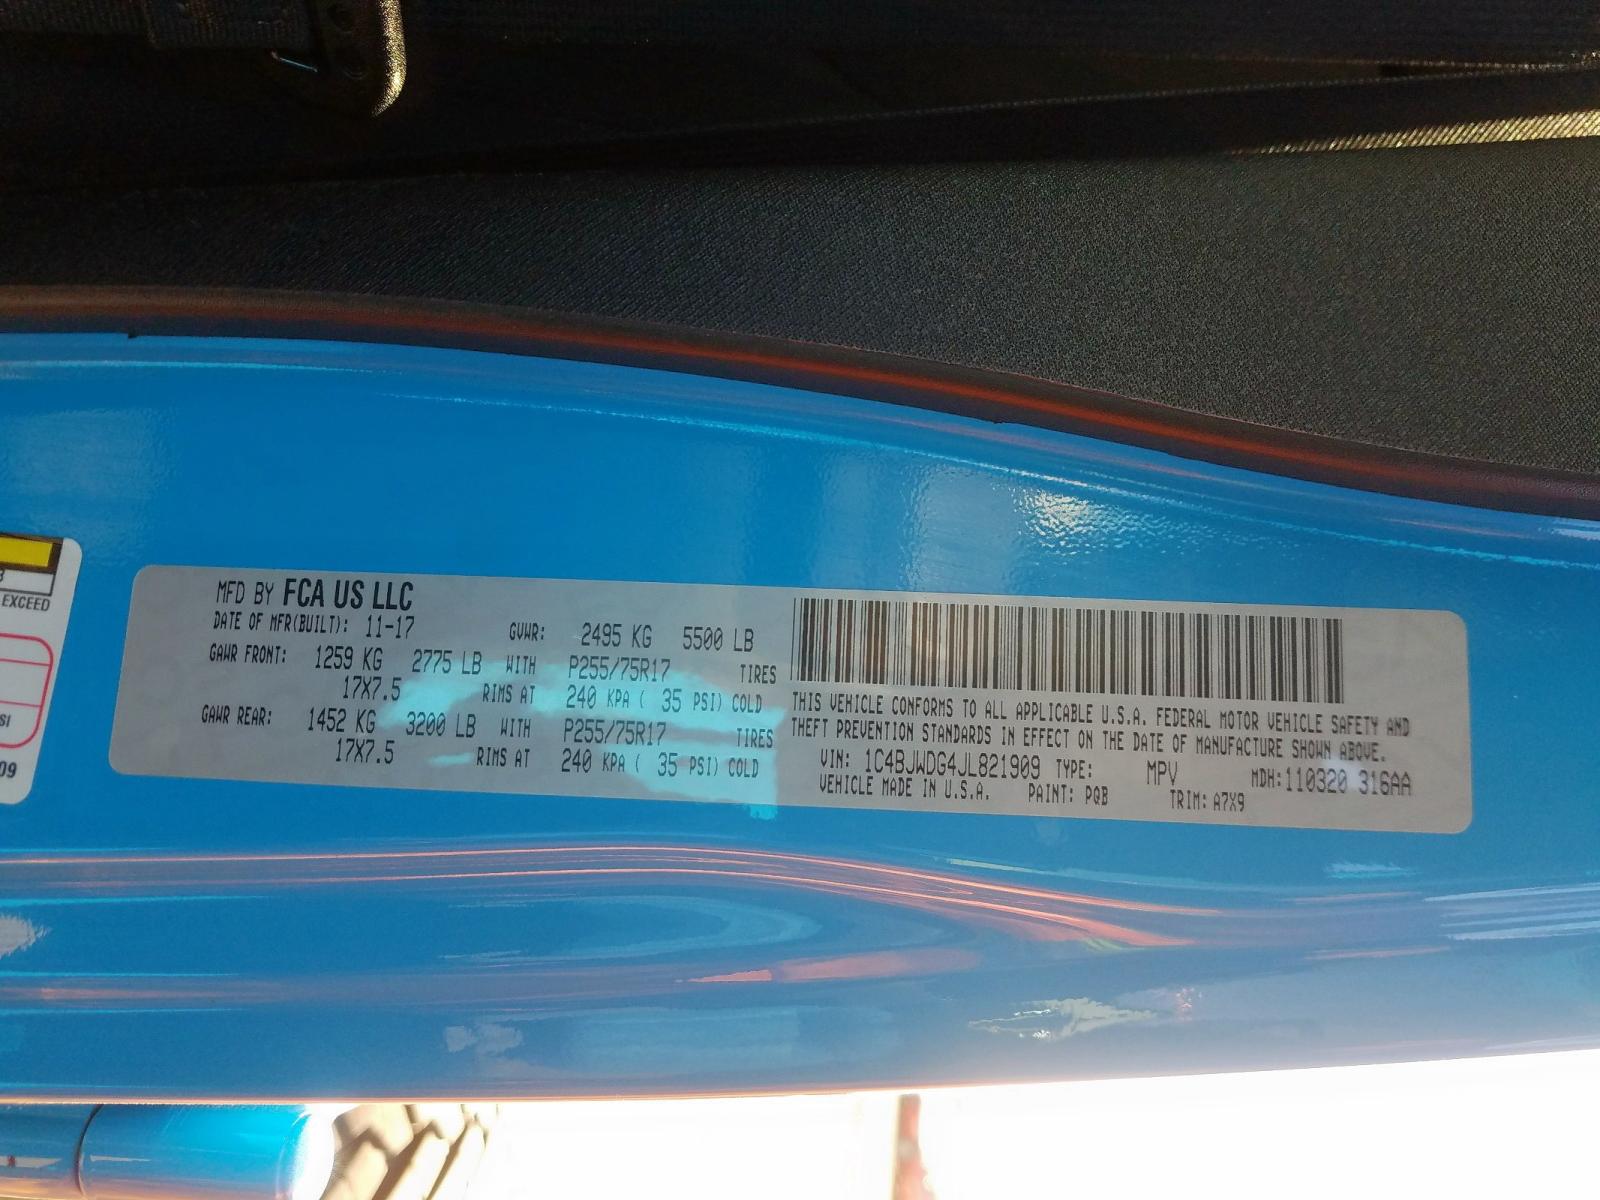 MFD BY FCA US LLC
DATE OF MFR(BUILT): 11-17 GVWR: 2495 KG 5500 LB
GAWR FRONT: 1259 KG 2775 LB WITH P255/75R17 TIRES
17X7.5 RIMS AT 240 KPA ( 35 PSI) COLD
GAWR REAR: 1452 KG 3200 LB WITH P255/75R17 TIRES
17X7.5 RIMS AT 240 KPA ( 35 PSI) COLD
THIS VEHICLE CONFORMS TO ALL APPLICABLE U.S.A. FEDERAL MOTOR VEHICLE SAFETY AND
THEFT PREVENTION STANDARDS IN EFFECT ON THE DATE OF MANUFACTURE SHOWN ABOVE.
VIN: 1C4BJWDG4JL821909 TYPE: MPV MDH:110320 316AA
VEHICLE MADE IN U.S.A. PAINT: PQB TRIM: A7X9
EXCEED
SI
09